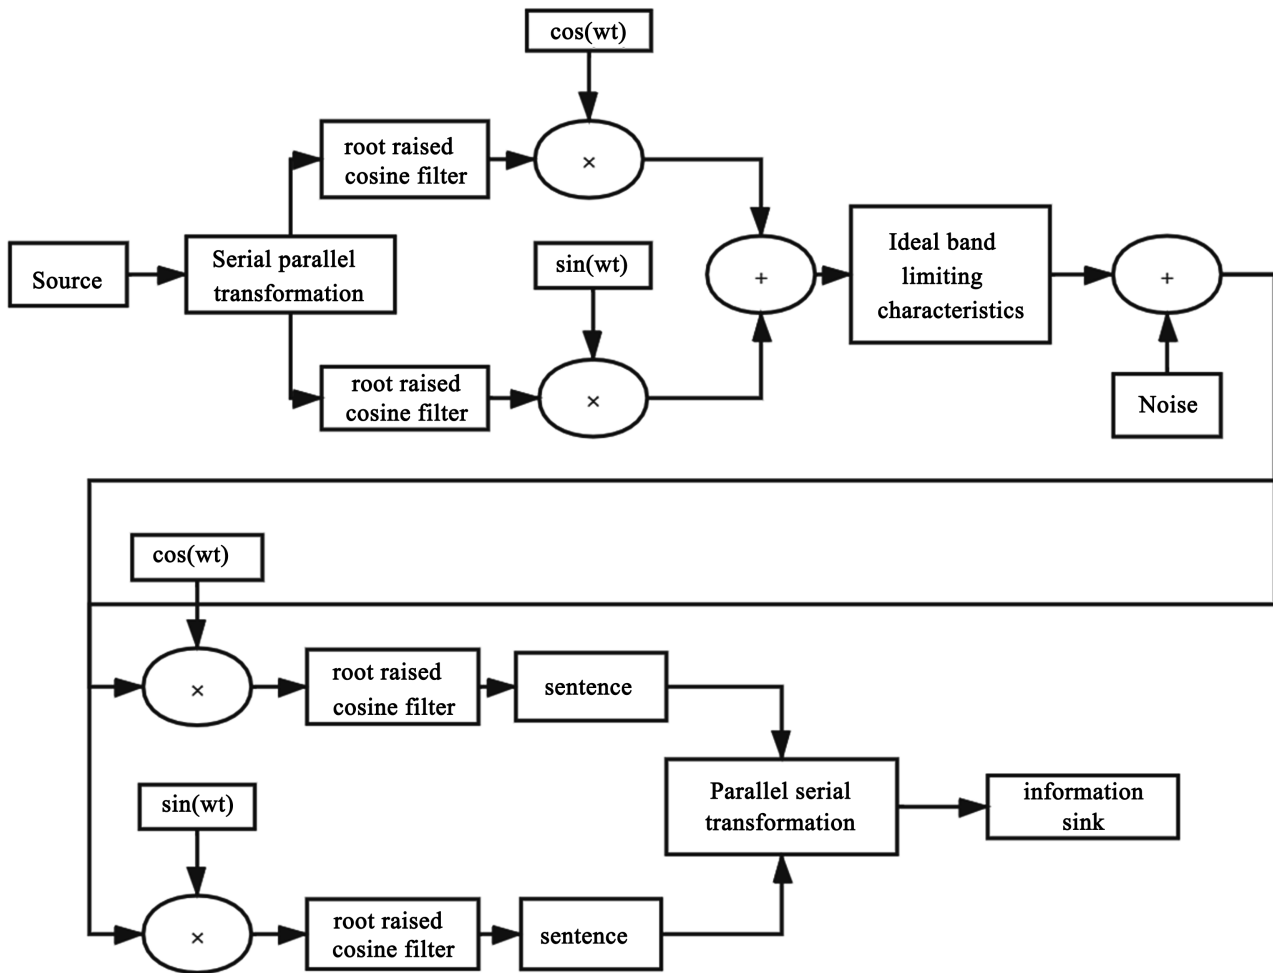 cos(wt)
root raised
cosine filter
×
Source
Serial parallel
transformation
sin(wt)
+
Ideal band
limiting
characteristics
+
root raised
cosine filter
×
Noise
cos(wt)
×
root raised
cosine filter
sentence
sin(wt)
Parallel serial
transformation
information
sink
×
root raised
cosine filter
sentence